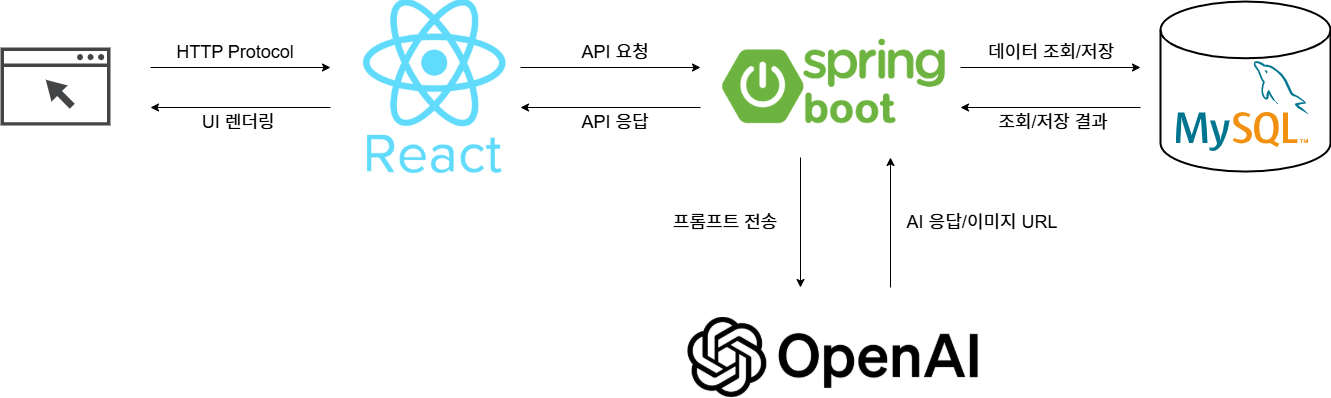 HTTP Protocol
UI 렌더링
React
API 요청
API 응답
spring
boot
데이터 조회/저장
조회/저장 결과
MySQL™
프롬프트 전송
AI 응답/이미지 URL
OpenAI